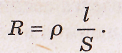 R = ρ l/S.